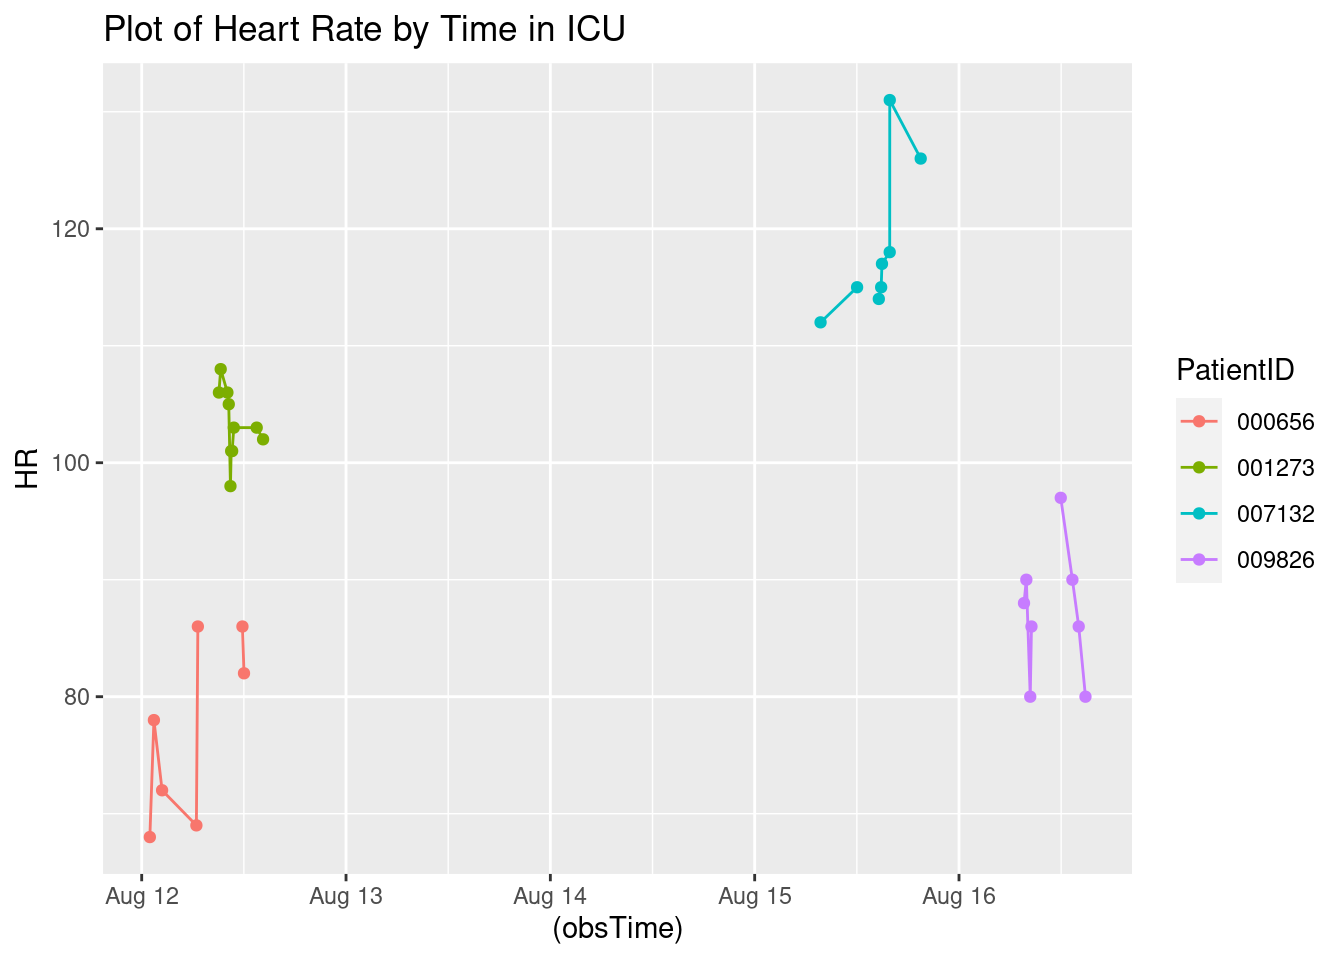 Plot of Heart Rate by Time in ICU
120
100
80
HR
Aug 12
Aug 13
Aug 14
Aug 15
Aug 16
(obsTime)
PatientID
000656
001273
007132
009826